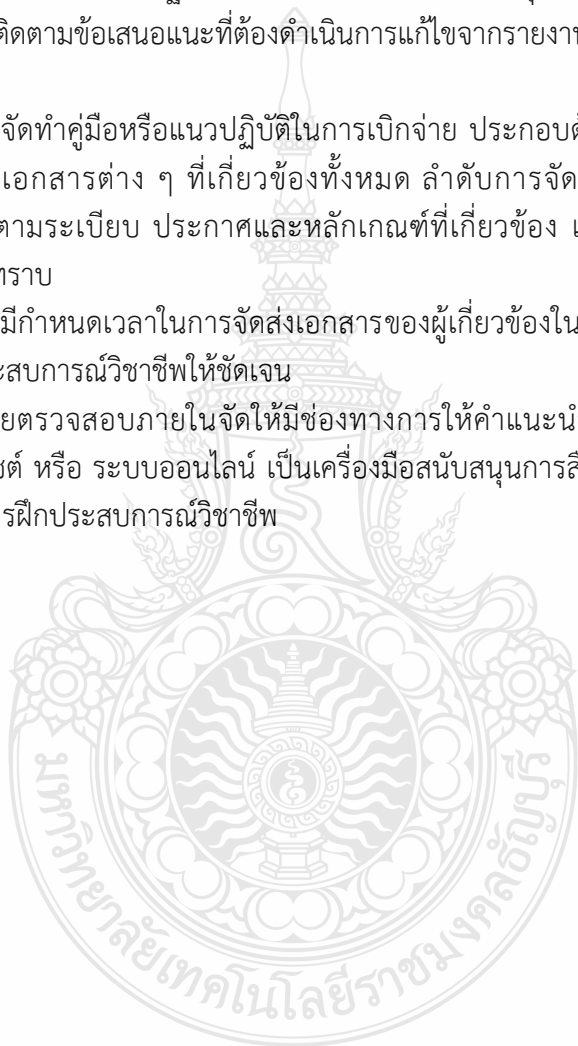 ติดตามข้อเสนอแนะที่ต้องดำเนินการแก้ไขจากรายงาน
จัดทำคู่มือหรือแนวปฏิบัติในการเบิกจ่าย ประกอบด้
เอกสารต่าง ๆ ที่เกี่ยวข้องทั้งหมด ลำดับการจัด
ตามระเบียบ ประกาศและหลักเกณฑ์ที่เกี่ยวข้อง
ทราบ
มีกำหนดเวลาในการจัดส่งเอกสารของผู้เกี่ยวข้องใน
ะสบการณ์วิชาชีพให้ชัดเจน
ยตรวจสอบภายในจัดให้มีช่องทางการให้คำแนะนำ
ซต์ หรือ ระบบออนไลน์ เป็นเครื่องมือสนับสนุนการสื
รฝึกประสบการณ์วิชาชีพ
มหาวิทยาลัยเทคโนโลยีราชมงคลธัญบุรี